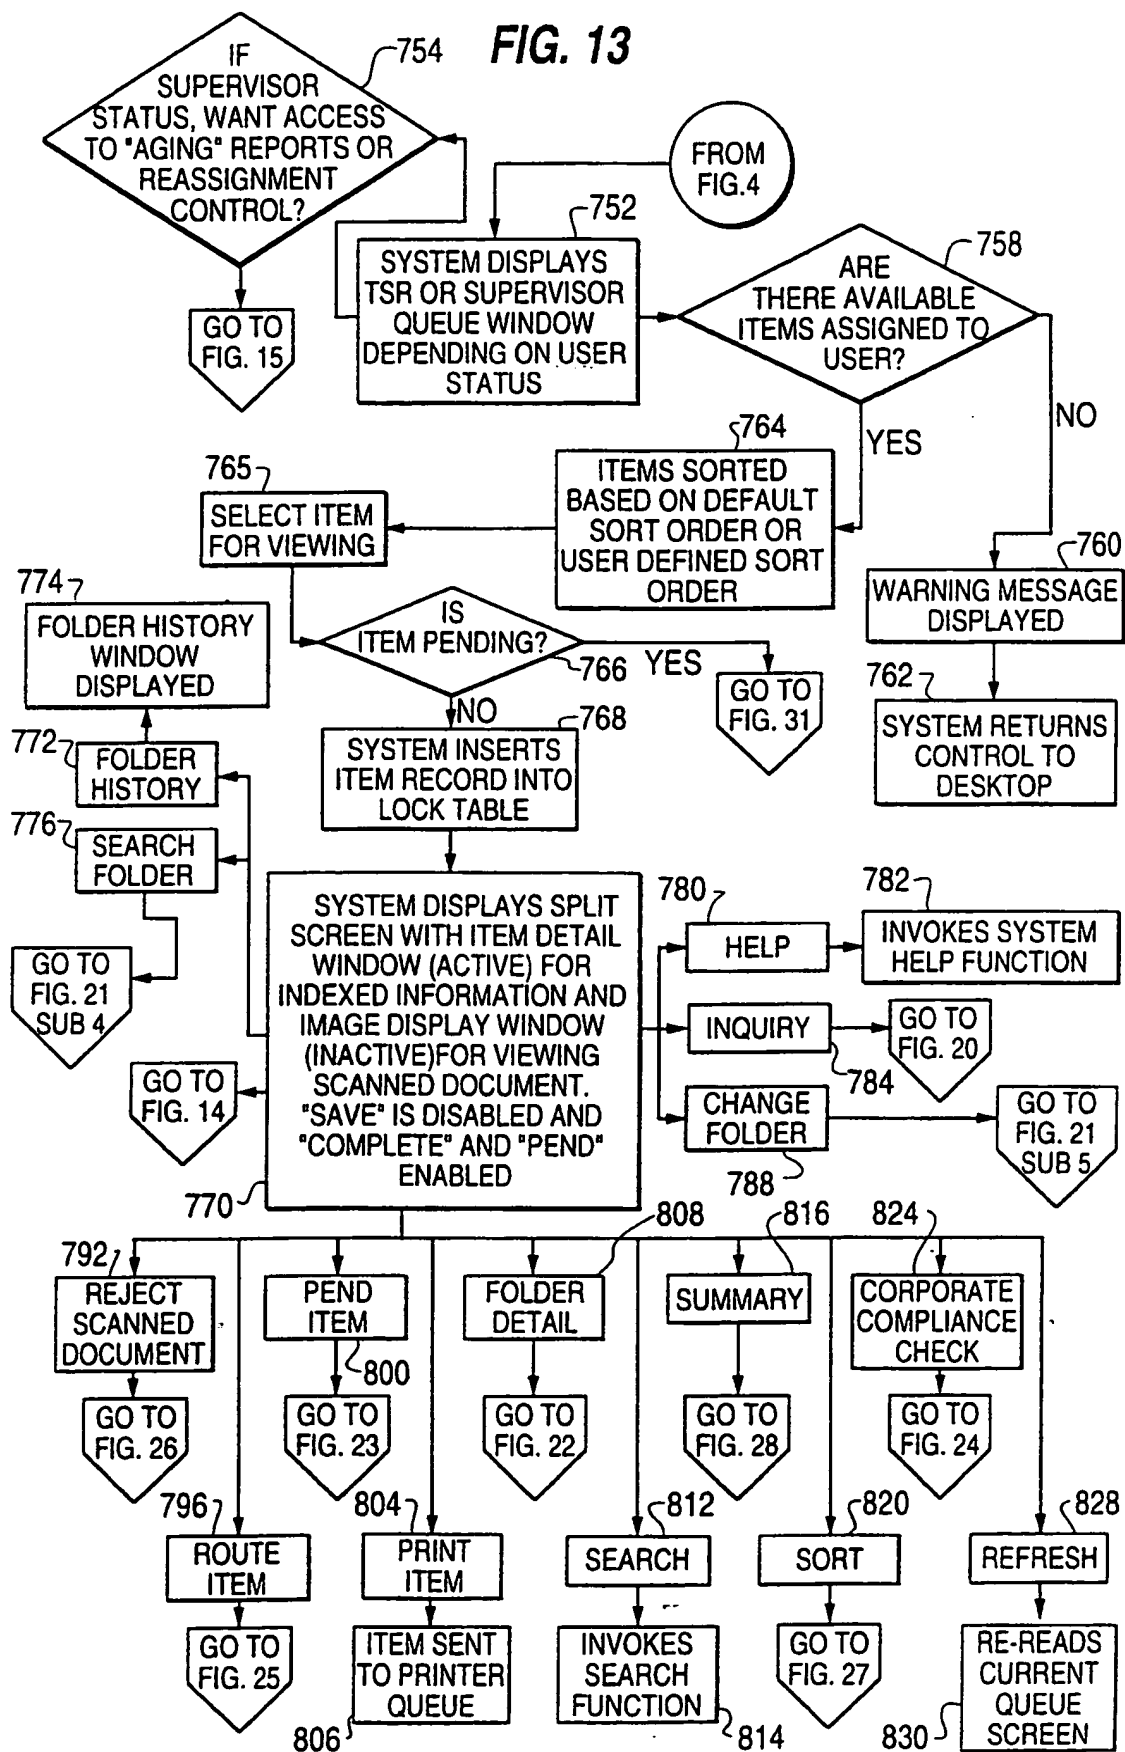 FIG. 13
754
IF
SUPERVISOR
STATUS, WANT ACCESS
TO "AGING" REPORTS OR
REASSIGNMENT
CONTROL?
GO TO
FIG. 15
FROM
FIG.4
752
SYSTEM DISPLAYS
TSR OR SUPERVISOR
QUEUE WINDOW
DEPENDING ON USER
STATUS
758
ARE
THERE AVAILABLE
ITEMS ASSIGNED TO
USER?
NO
YES
764
ITEMS SORTED
BASED ON DEFAULT
SORT ORDER OR
USER DEFINED SORT
ORDER
765
SELECT ITEM
FOR VIEWING
760
WARNING MESSAGE
DISPLAYED
762
SYSTEM RETURNS
CONTROL TO
DESKTOP
IS
ITEM PENDING?
766
YES
GO TO
FIG. 31
NO
768
SYSTEM INSERTS
ITEM RECORD INTO
LOCK TABLE
774
FOLDER HISTORY
WINDOW
DISPLAYED
772
FOLDER
HISTORY
776
SEARCH
FOLDER
GO TO
FIG. 21
SUB 4
GO TO
FIG. 14
SYSTEM DISPLAYS SPLIT
SCREEN WITH ITEM DETAIL
WINDOW (ACTIVE) FOR
INDEXED INFORMATION AND
IMAGE DISPLAY WINDOW
(INACTIVE)FOR VIEWING
SCANNED DOCUMENT.
"SAVE" IS DISABLED AND
"COMPLETE" AND "PEND"
ENABLED
770
780
HELP
782
INVOKES SYSTEM
HELP FUNCTION
INQUIRY
784
GO TO
FIG. 20
CHANGE
FOLDER
788
GO TO
FIG. 21
SUB 5
792
REJECT
SCANNED
DOCUMENT
GO TO
FIG. 26
PEND
ITEM
800
GO TO
FIG. 23
808
FOLDER
DETAIL
GO TO
FIG. 22
816
SUMMARY
GO TO
FIG. 28
824
CORPORATE
COMPLIANCE
CHECK
GO TO
FIG. 24
796
ROUTE
ITEM
GO TO
FIG. 25
804
PRINT
ITEM
ITEM SENT
TO PRINTER
QUEUE
806
812
SEARCH
INVOKES
SEARCH
FUNCTION
814
820
SORT
GO TO
FIG. 27
828
REFRESH
RE-READS
CURRENT
QUEUE
SCREEN
830